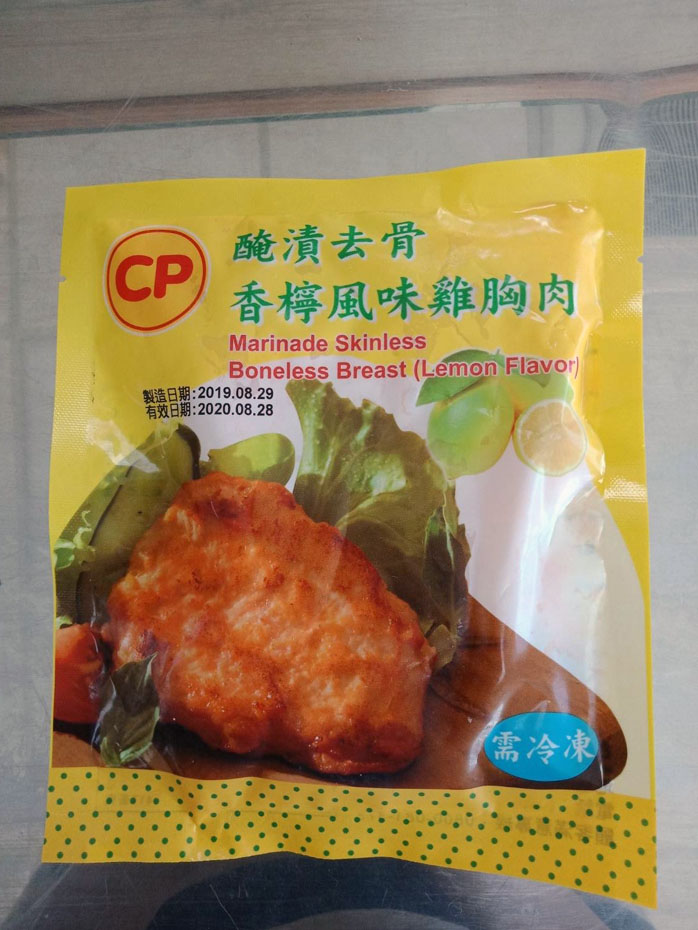 CP
醃漬去骨
香檸風味雞胸肉
Marinade Skinless
Boneless Breast (Lemon Flavor)
製造日期:2019.08.29
有效日期:2020.08.28
需冷凍